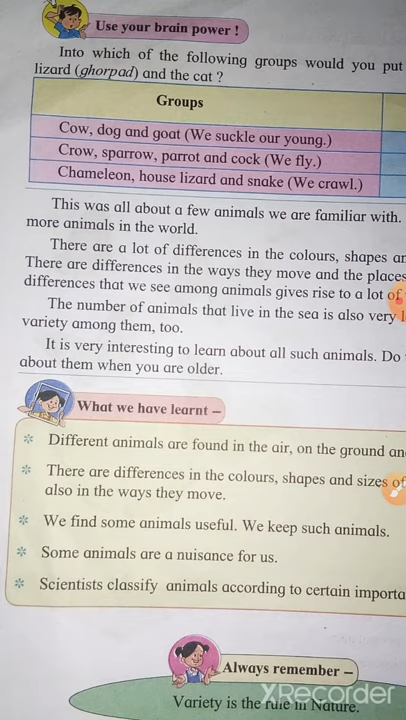 Use your brain power !
Into which of the following groups would you put
lizard (ghorpad) and the cat ?
Groups
Cow, dog and goat (We suckle our young.)
Crow, sparrow, parrot and cock (We fly.)
Chameleon, house lizard and snake (We crawl.)
This was all about a few animals we are familiar with.
more animals in the world.
There are a lot of differences in the colours, shapes
There are differences in the ways they move and the places
differences that we see among animals gives rise to a lot of
The number of animals that live in the sea is also very
variety among them, too.
It is very interesting to learn about all such animals. Do
about them when you are older.
What we have learnt –
* Different animals are found in the air, on the ground
* There are differences in the colours, shapes and sizes of
also in the ways they move.
* We find some animals useful. We keep such animals.
* Some animals are a nuisance for us.
* Scientists classify animals according to certain
Always remember –
Variety is the rule in Nature.
XRecorder